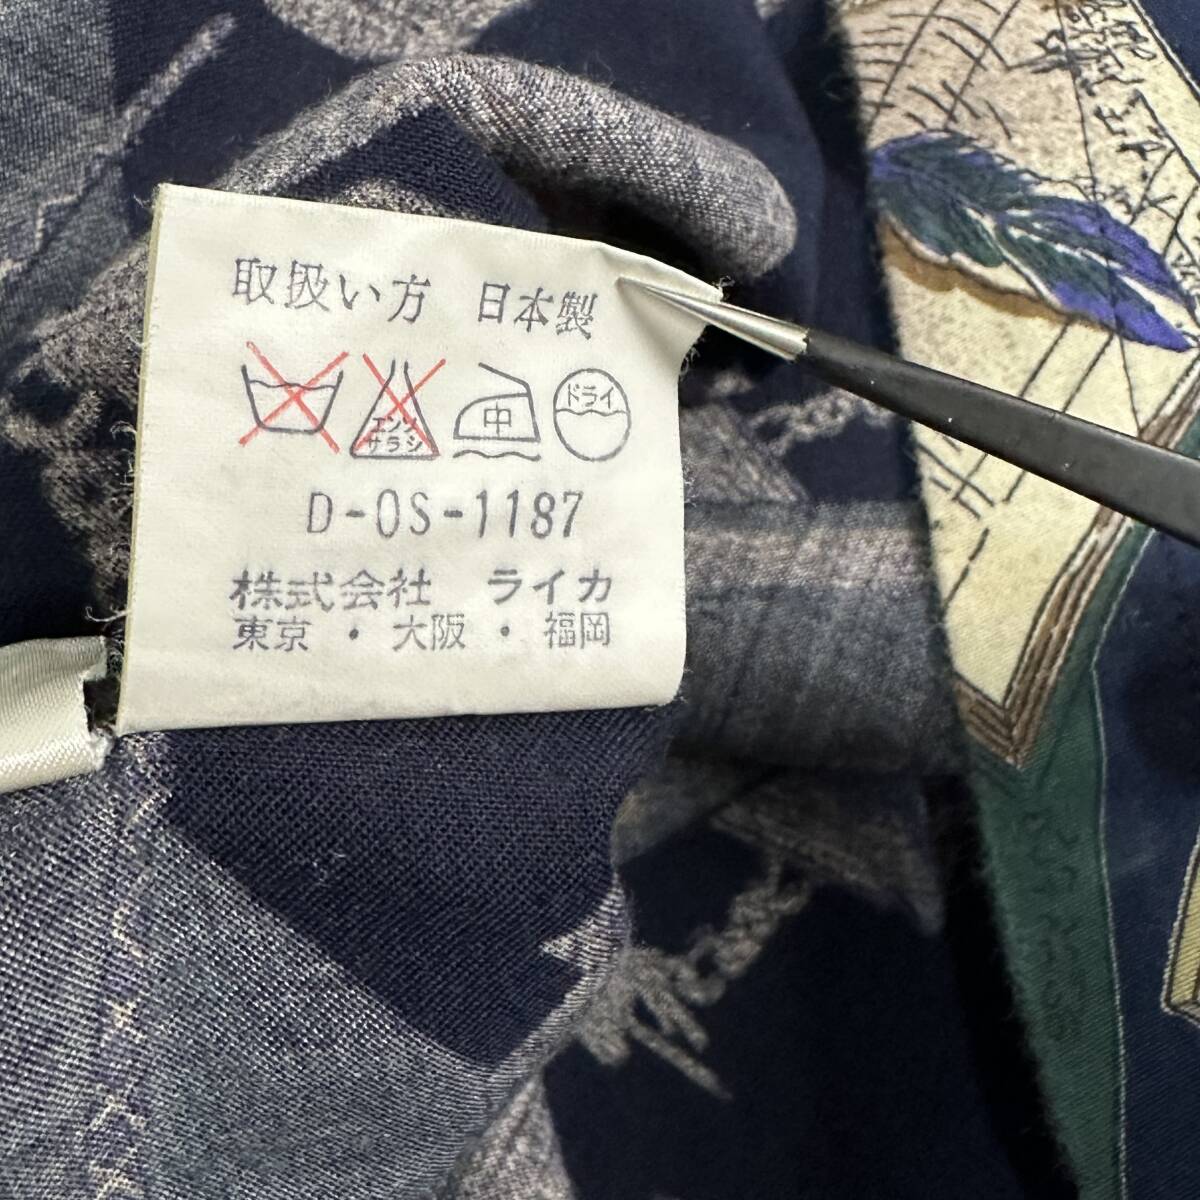 取扱い方 日本製
エンソ
サラシ
中
ドライ
D-OS-1187
株式会社 ライカ
東京・大阪・福岡